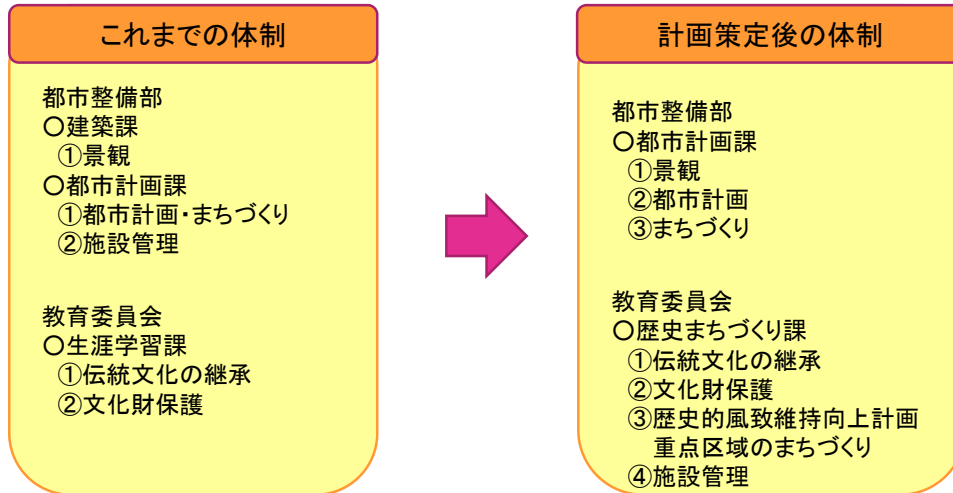 これまでの体制
都市整備部
〇建築課
①景観
〇都市計画課
①都市計画・まちづくり
②施設管理
教育委員会
〇生涯学習課
①伝統文化の継承
②文化財保護
計画策定後の体制
都市整備部
〇都市計画課
①景観
②都市計画
③まちづくり
教育委員会
〇歴史まちづくり課
①伝統文化の継承
②文化財保護
③歴史的風致維持向上計画
重点区域のまちづくり
④施設管理